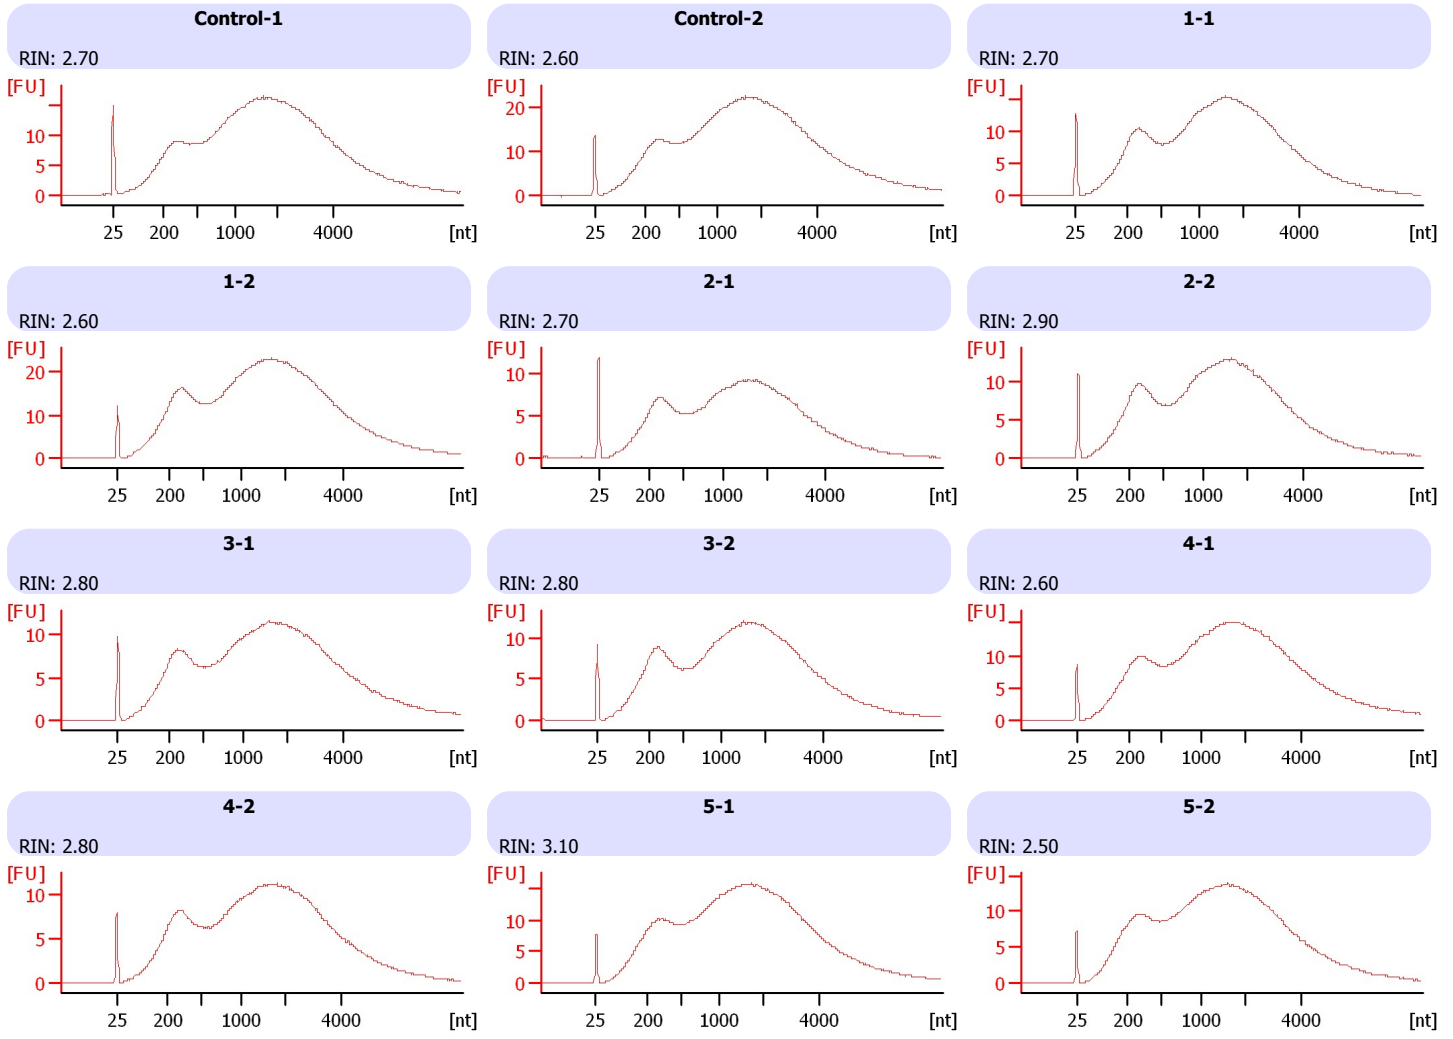 Control-1
RIN: 2.70
[FU]
10
5
0
25 200 1000 4000 [nt]
Control-2
RIN: 2.60
[FU]
20
10
0
25 200 1000 4000 [nt]
1-1
RIN: 2.70
[FU]
10
5
0
25 200 1000 4000 [nt]
1-2
RIN: 2.60
[FU]
20
10
0
25 200 1000 4000 [nt]
2-1
RIN: 2.70
[FU]
10
5
0
25 200 1000 4000 [nt]
2-2
RIN: 2.90
[FU]
10
5
0
25 200 1000 4000 [nt]
3-1
RIN: 2.80
[FU]
10
5
0
25 200 1000 4000 [nt]
3-2
RIN: 2.80
[FU]
10
5
0
25 200 1000 4000 [nt]
4-1
RIN: 2.60
[FU]
10
5
0
25 200 1000 4000 [nt]
4-2
RIN: 2.80
[FU]
10
5
0
25 200 1000 4000 [nt]
5-1
RIN: 3.10
[FU]
10
5
0
25 200 1000 4000 [nt]
5-2
RIN: 2.50
[FU]
10
5
0
25 200 1000 4000 [nt]